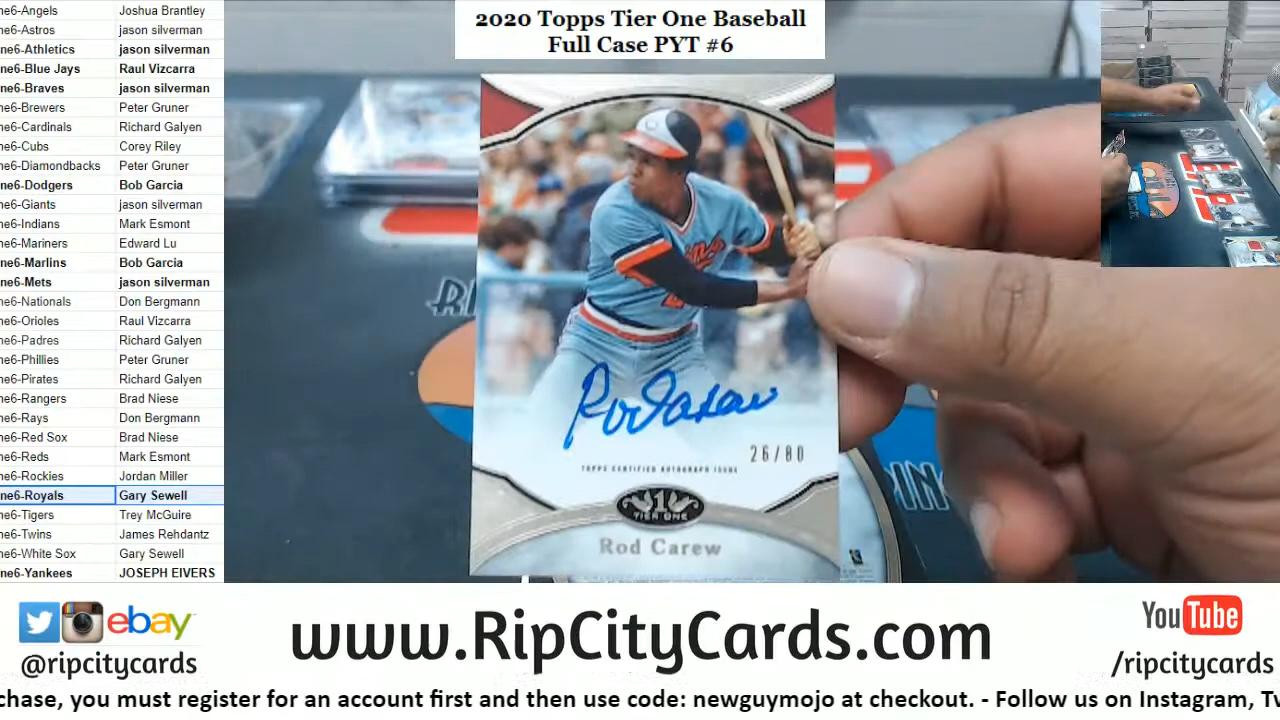 ne6-Angels Joshua Brantley
ne6-Astros jason silverman
ne6-Athletics jason silverman
ne6-Blue Jays Raul Vizcarra
ne6-Braves jason silverman
ne6-Brewers Peter Gruner
ne6-Cardinals Richard Galyen
ne6-Cubs Corey Riley
ne6-Diamondbacks Peter Gruner
ne6-Dodgers Bob Garcia
ne6-Giants jason silverman
ne6-Indians Mark Esmont
ne6-Mariners Edward Lu
ne6-Marlins Bob Garcia
ne6-Mets jason silverman
ne6-Nationals Don Bergmann
ne6-Orioles Raul Vizcarra
ne6-Padres Richard Galyen
ne6-Phillies Peter Gruner
ne6-Pirates Richard Galyen
ne6-Rangers Brad Niese
ne6-Rays Don Bergmann
ne6-Red Sox Brad Niese
ne6-Reds Mark Esmont
ne6-Rockies Jordan Miller
ne6-Royals Gary Sewell
ne6-Tigers Trey McGuire
ne6-Twins James Rehdantz
ne6-White Sox Gary Sewell
ne6-Yankees JOSEPH EIVERS
2020 Topps Tier One Baseball
Full Case PYT #6
Rod Carew
26/80
TOPPS CERTIFIED AUTOGRAPH ISSUE
1
TIER ONE
Rod Carew
ebay
@ripcitycards
www.RipCityCards.com
YouTube
/ripcitycards
chase, you must register for an account first and then use code: newguymojo at checkout. - Follow us on Instagram, Tw